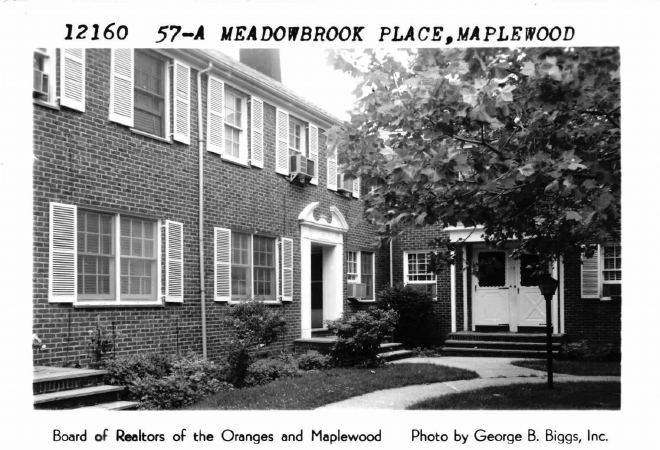 12160 57-A MEADOWBROOK PLACE, MAPLEWOOD
Board of Realtors of the Oranges and Maplewood Photo by George B. Biggs, Inc.